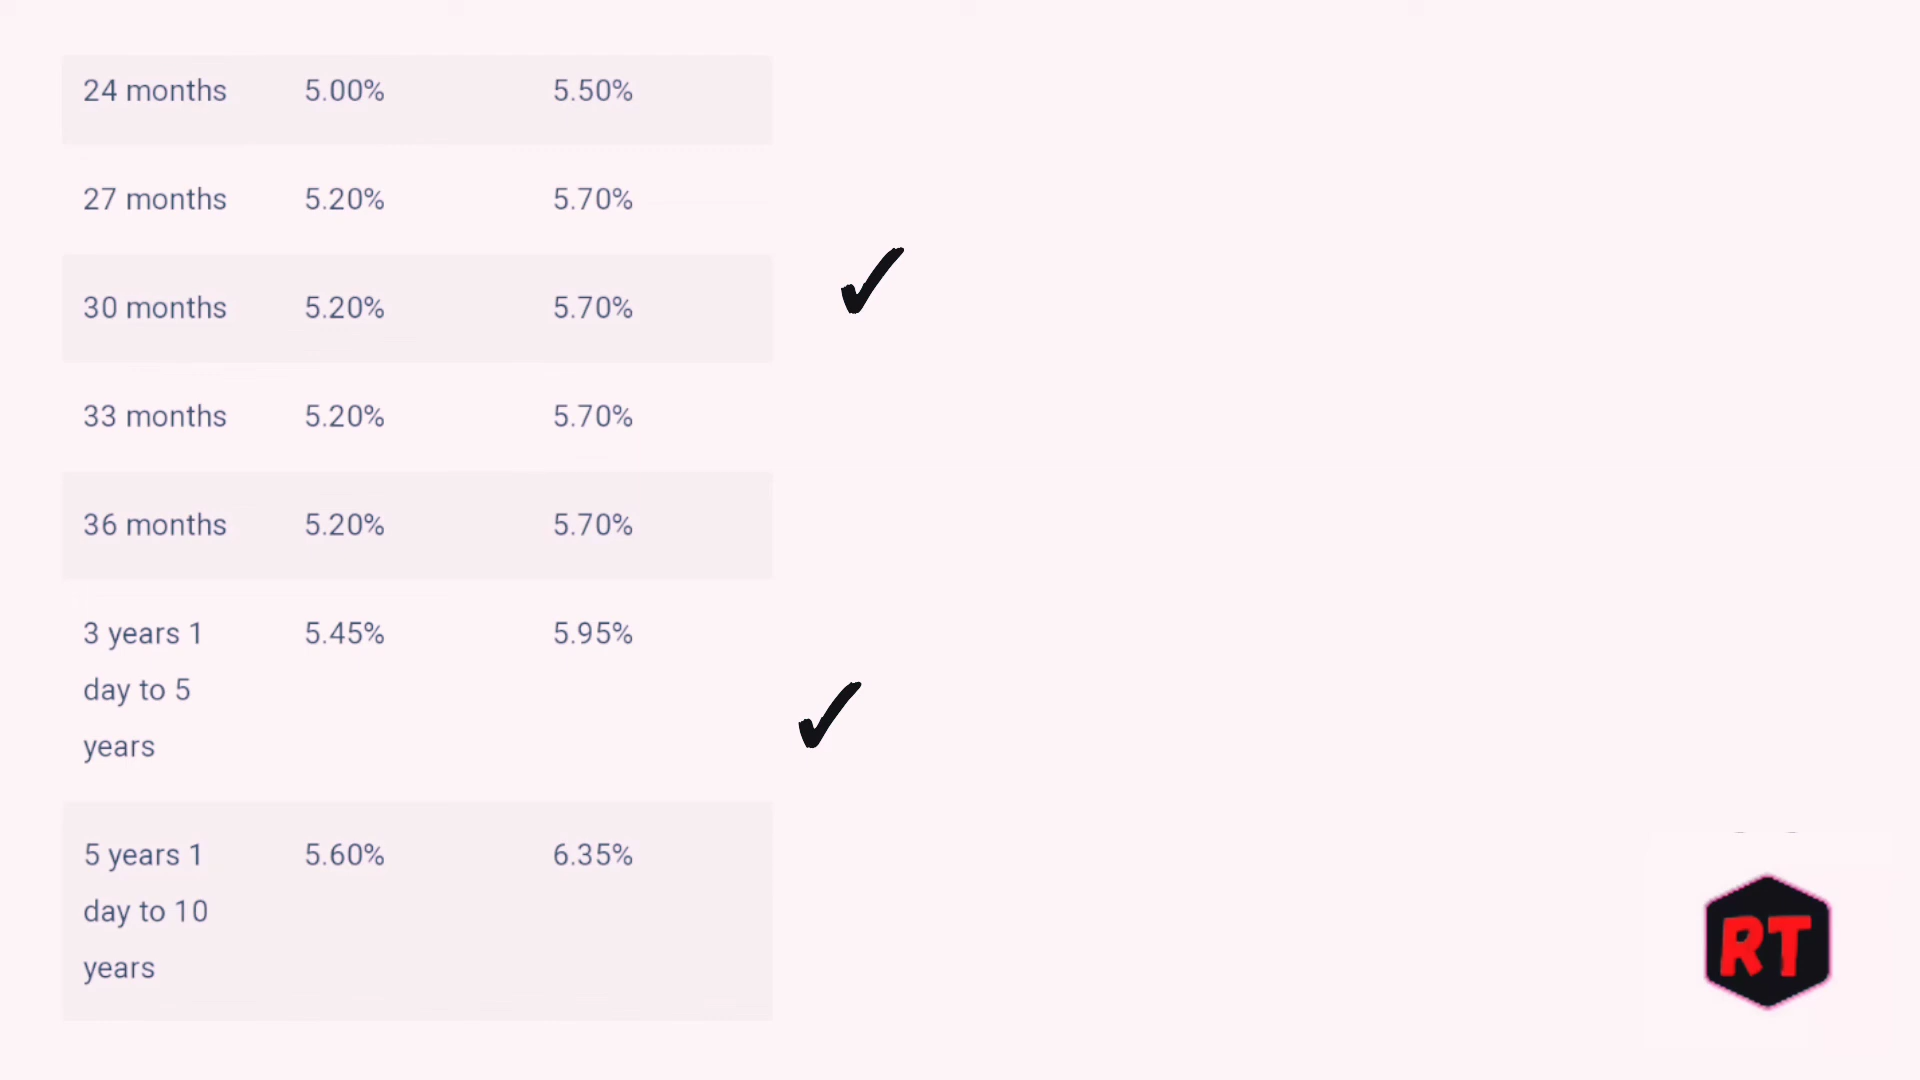 24 months 5.00% 5.50%
27 months 5.20% 5.70%
30 months 5.20% 5.70%
33 months 5.20% 5.70%
36 months 5.20% 5.70%
3 years 1 5.45% 5.95%
day to 5
years
5 years 1 5.60% 6.35%
day to 10
years
RT